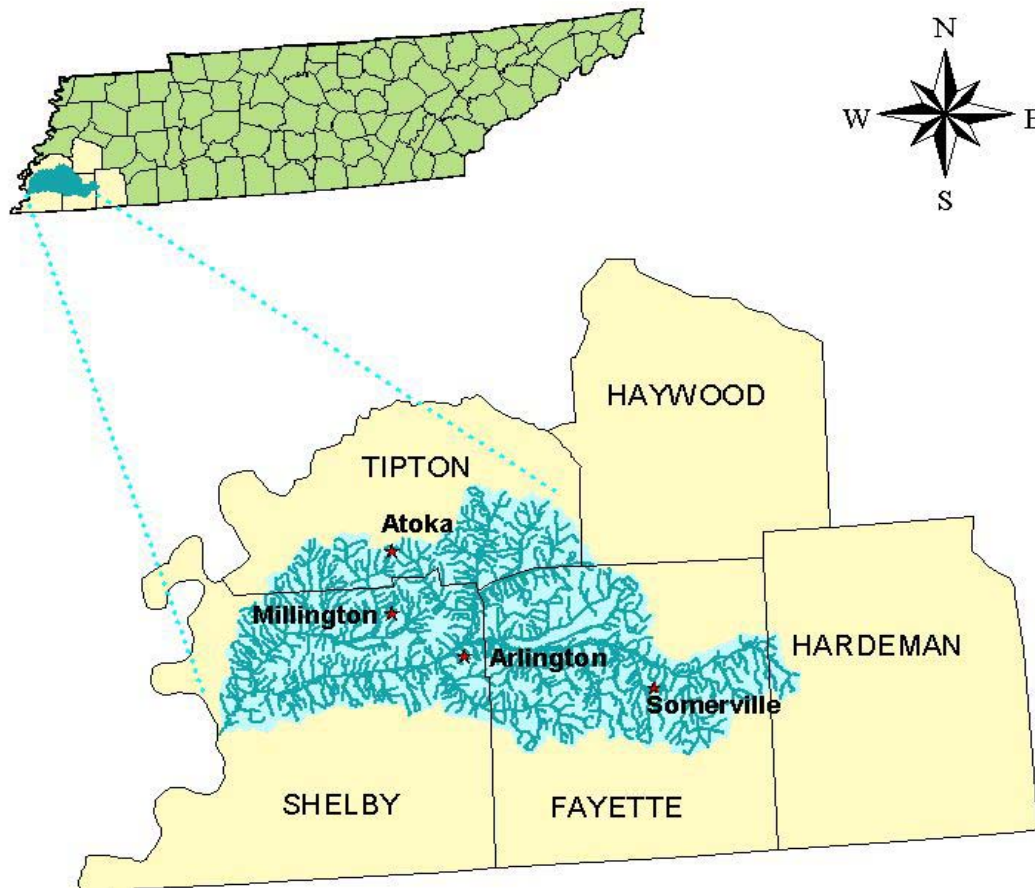 N
W E
S
HAYWOOD
TIPTON
Atoka
Millington
Arlington
HARDEMAN
Somerville
SHELBY
FAYETTE